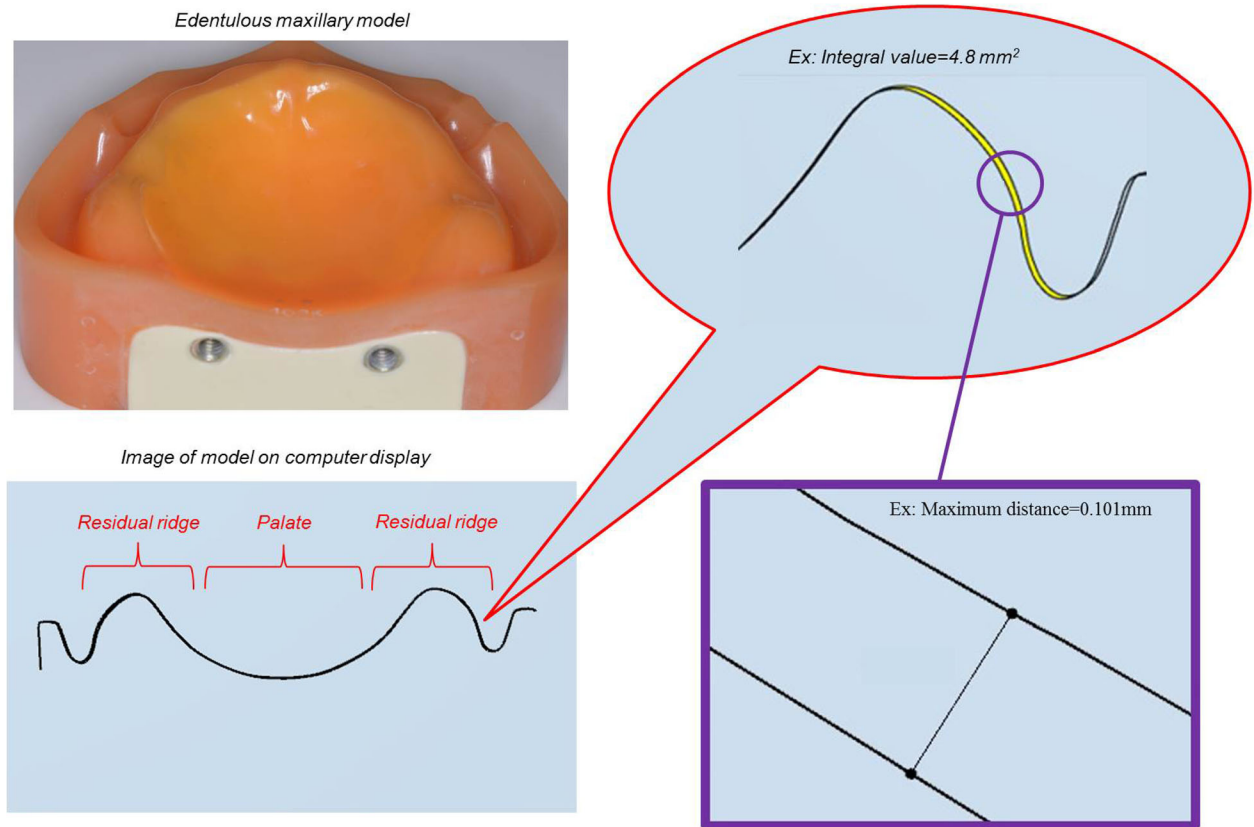 Edentulous maxillary model
Ex: Integral value=4.8 mm²
Image of model on computer display
Residual ridge
Palate
Residual ridge
Ex: Maximum distance=0.101mm